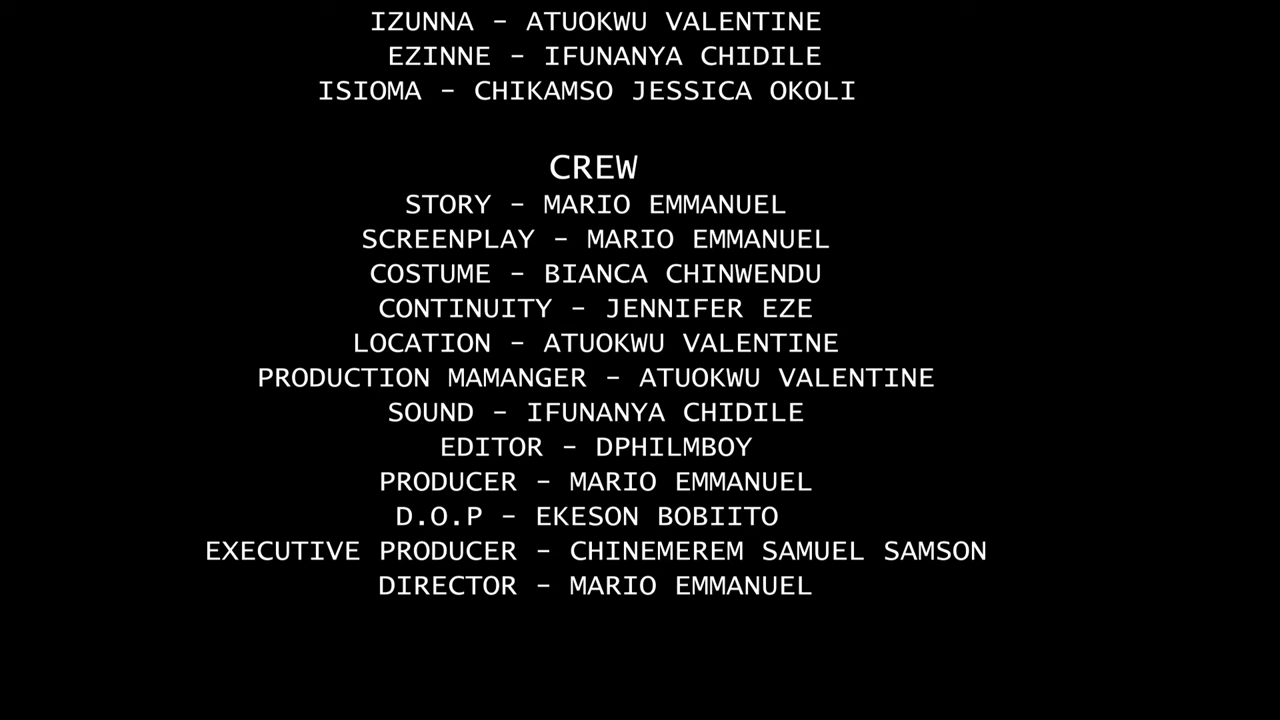 IZUNNA - ATUOKWU VALENTINE
EZINNE - IFUNANYA CHIDILE
ISIOMA - CHIKAMSO JESSICA OKOLI
CREW
STORY - MARIO EMMANUEL
SCREENPLAY - MARIO EMMANUEL
COSTUME - BIANCA CHINWENDU
CONTINUITY - JENNIFER EZE
LOCATION - ATUOKWU VALENTINE
PRODUCTION MAMANGER - ATUOKWU VALENTINE
SOUND - IFUNANYA CHIDILE
EDITOR - DPHILMBOY
PRODUCER - MARIO EMMANUEL
D.O.P - EKESON BOBIITO
EXECUTIVE PRODUCER - CHINEMEREM SAMUEL SAMSON
DIRECTOR - MARIO EMMANUEL